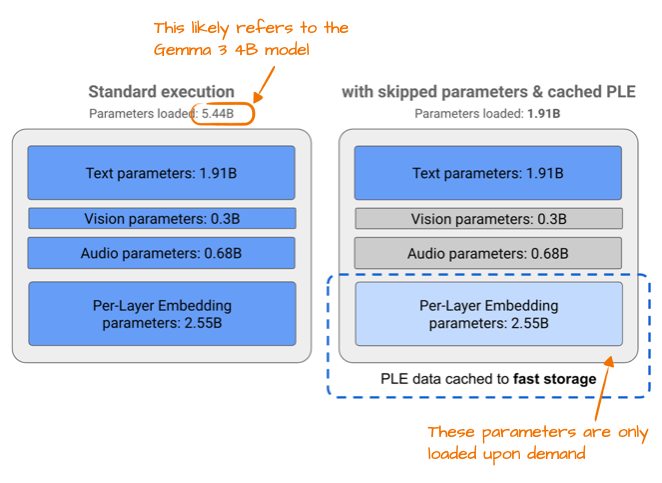 This likely refers to the
Gemma 3 4B model
Standard execution
Parameters loaded: 5.44B
Text parameters: 1.91B
Vision parameters: 0.3B
Audio parameters: 0.68B
Per-Layer Embedding
parameters: 2.55B
with skipped parameters & cached PLE
Parameters loaded: 1.91B
Text parameters: 1.91B
Vision parameters: 0.3B
Audio parameters: 0.68B
Per-Layer Embedding
parameters: 2.55B
PLE data cached to fast storage
These parameters are only
loaded upon demand